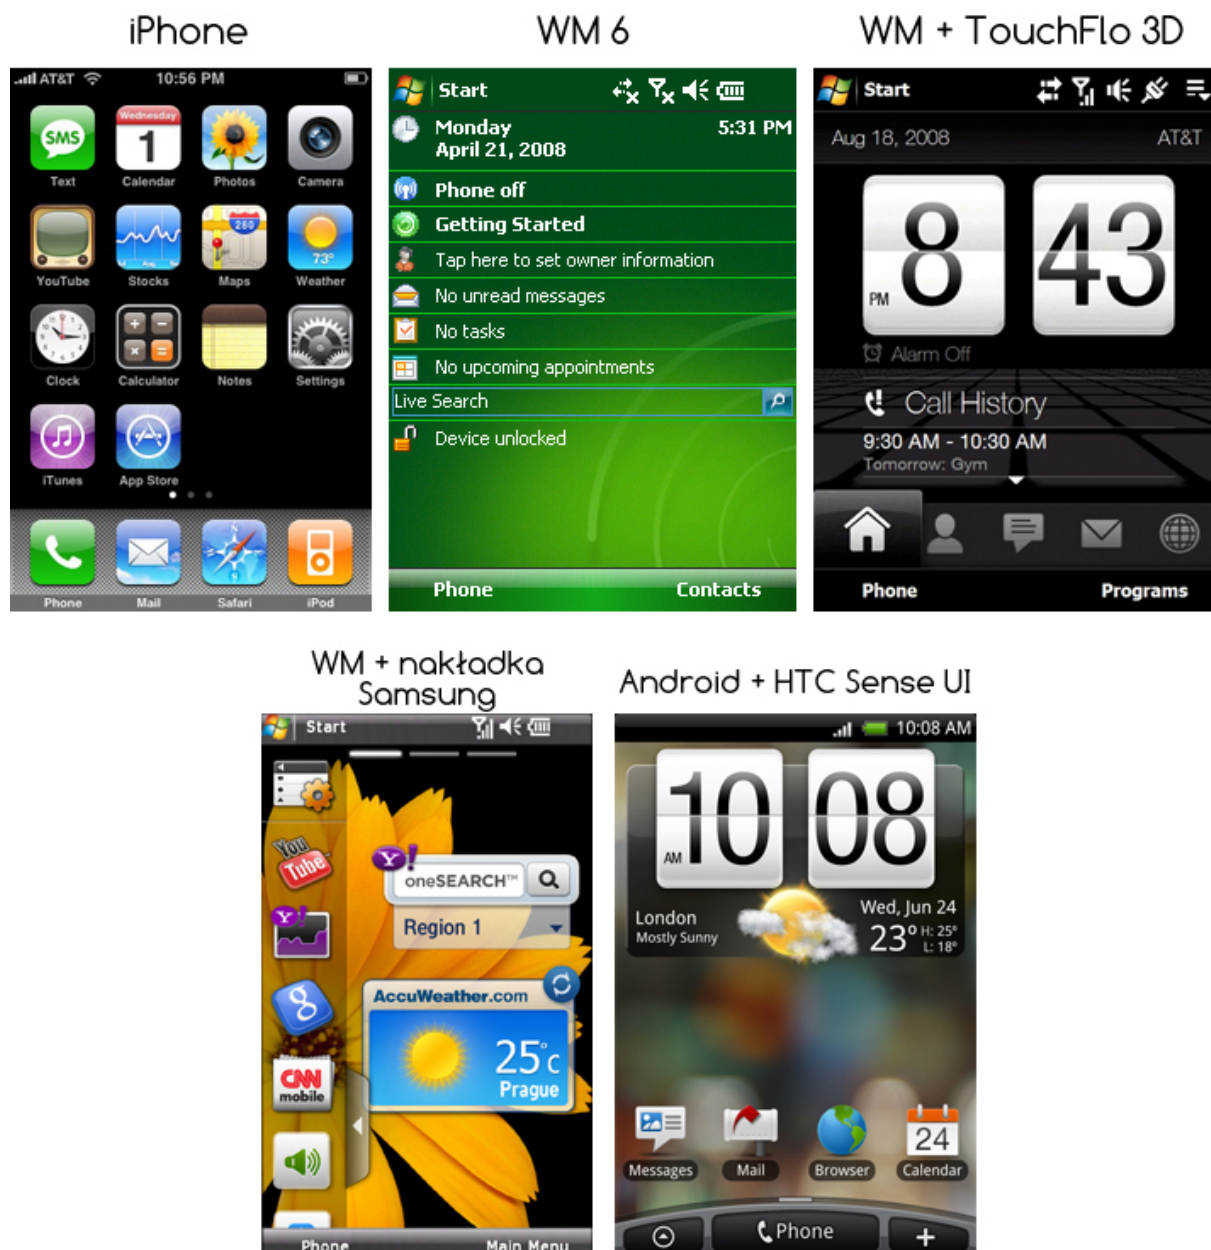 iPhone
WM 6
WM + TouchFlo 3D
AT&T
10:56 PM
SMS
Wednesday
1
Text
Calendar
Photos
Camera
280
73°
YouTube
Stocks
Maps
Weather
Clock
Calculator
Notes
Settings
iTunes
App Store
Phone
Mail
Safari
iPod
Start
Monday
5:31 PM
April 21, 2008
Phone off
Getting Started
Tap here to set owner information
No unread messages
No tasks
No upcoming appointments
Live Search
Device unlocked
Phone
Contacts
Start
Aug 18, 2008
AT&T
8
43
PM
Alarm Off
Call History
9:30 AM - 10:30 AM
Tomorrow: Gym
Phone
Programs
WM + nakładka
Samsung
Android + HTC Sense UI
Start
You
Tube
Y!
oneSEARCH™
Y!
Region 1
g
AccuWeather.com
25°C
Prague
CNN
mobile
Phone
Main Menu
10:08 AM
10
08
AM
London
Mostly Sunny
Wed, Jun 24
23°
H: 25°
L: 18°
24
Messages
Mail
Browser
Calendar
Phone